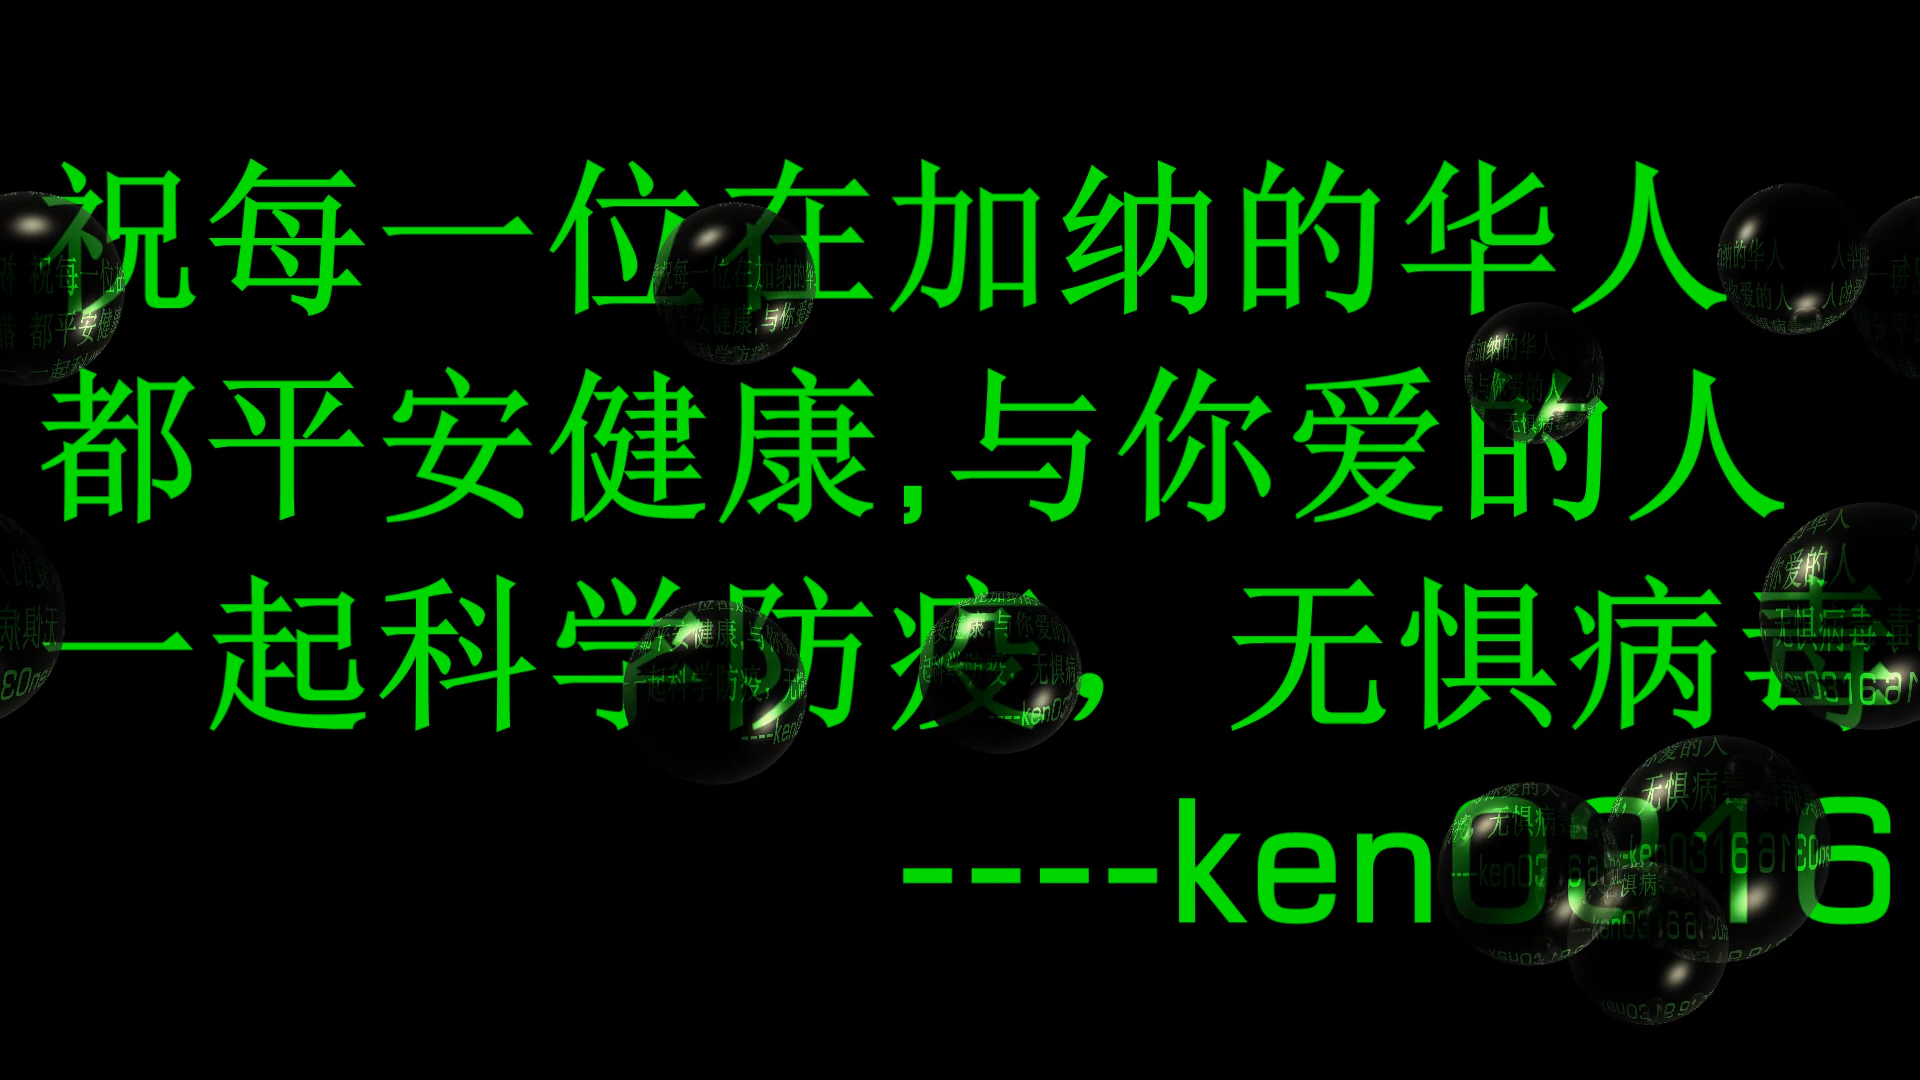 祝每一位在加纳的华人
都平安健康,与你爱的人
一起科学防疫，无惧病毒
----ken0316